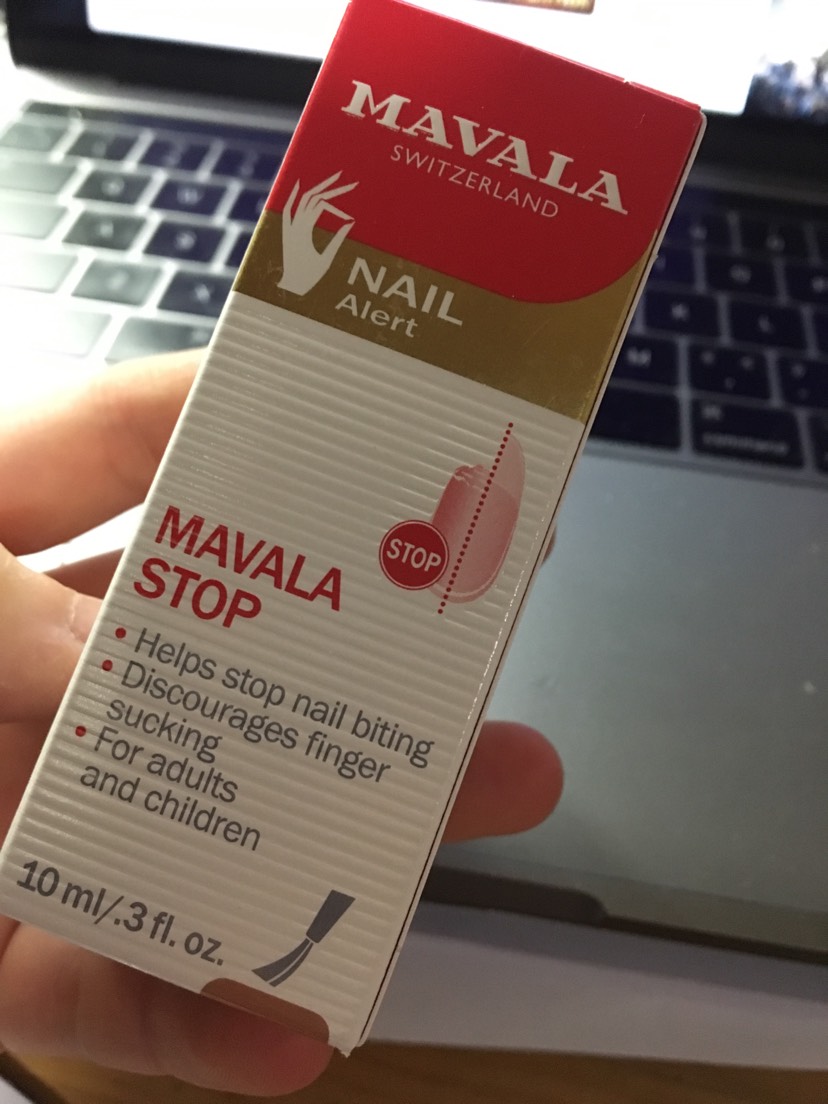 MAVALA
SWITZERLAND
NAIL
Alert
STOP
MAVALA
STOP
• Helps stop nail biting
• Discourages finger
sucking
• For adults
and children
10 ml/.3 fl. oz.
command